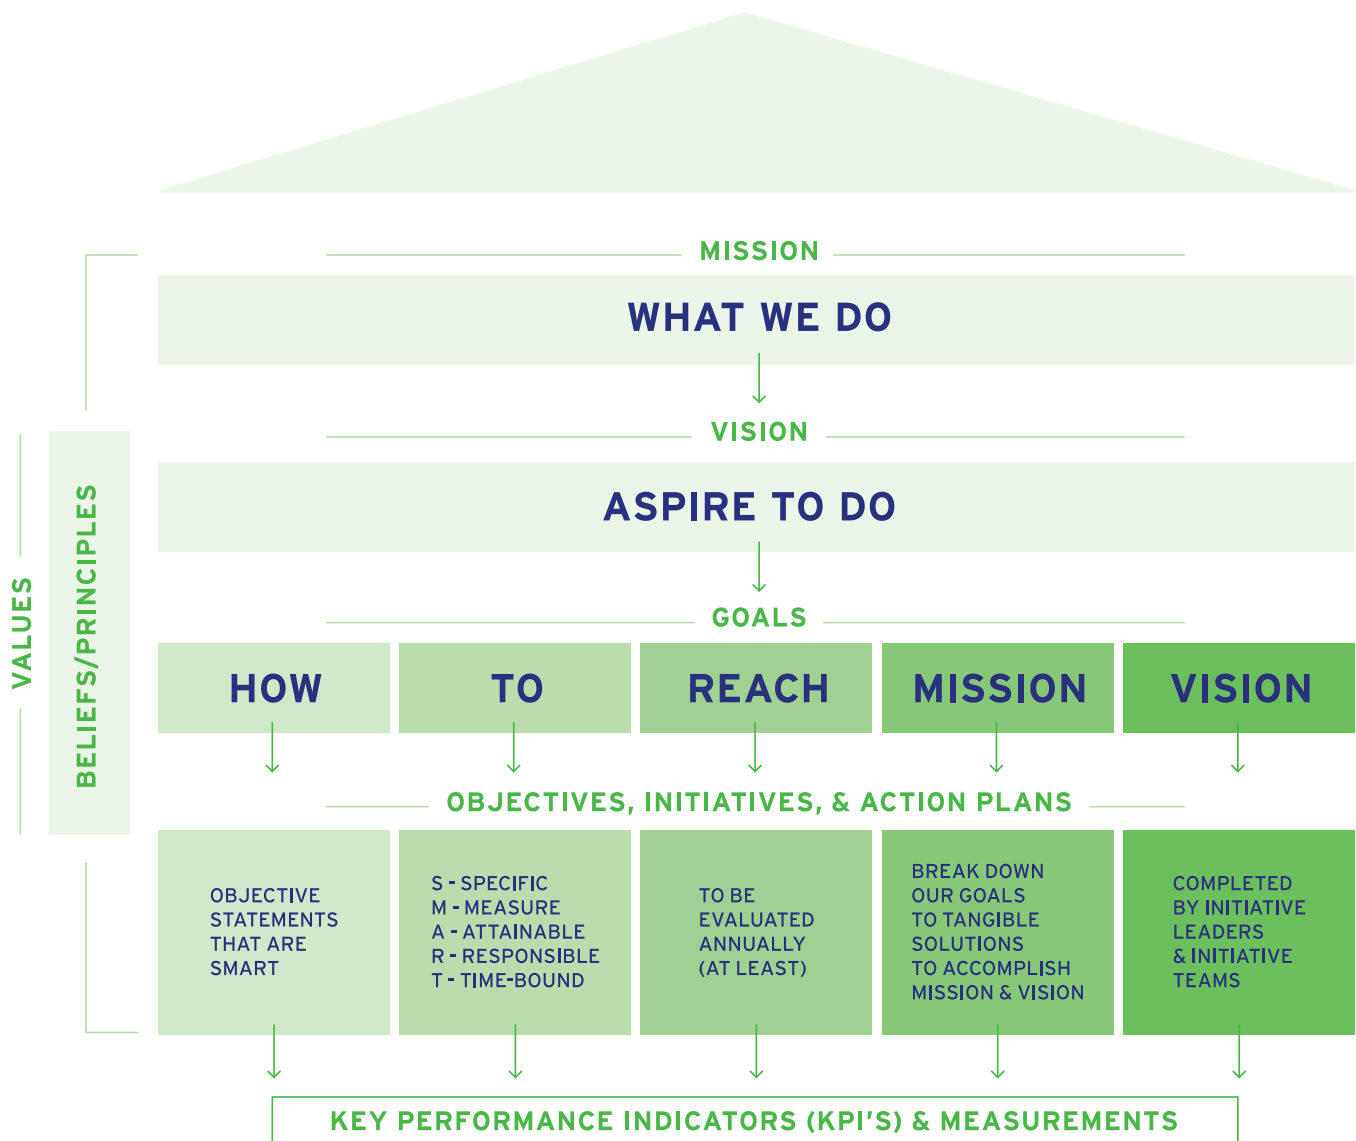 MISSION
WHAT WE DO
VISION
ASPIRE TO DO
VALUES
BELIEFS/PRINCIPLES
GOALS
HOW
TO
REACH
MISSION
VISION
OBJECTIVES, INITIATIVES, & ACTION PLANS
OBJECTIVE
STATEMENTS
THAT ARE
SMART
S - SPECIFIC
M - MEASURE
A - ATTAINABLE
R - RESPONSIBLE
T - TIME-BOUND
TO BE
EVALUATED
ANNUALLY
(AT LEAST)
BREAK DOWN
OUR GOALS
TO TANGIBLE
SOLUTIONS
TO ACCOMPLISH
MISSION & VISION
COMPLETED
BY INITIATIVE
LEADERS
& INITIATIVE
TEAMS
KEY PERFORMANCE INDICATORS (KPI'S) & MEASUREMENTS